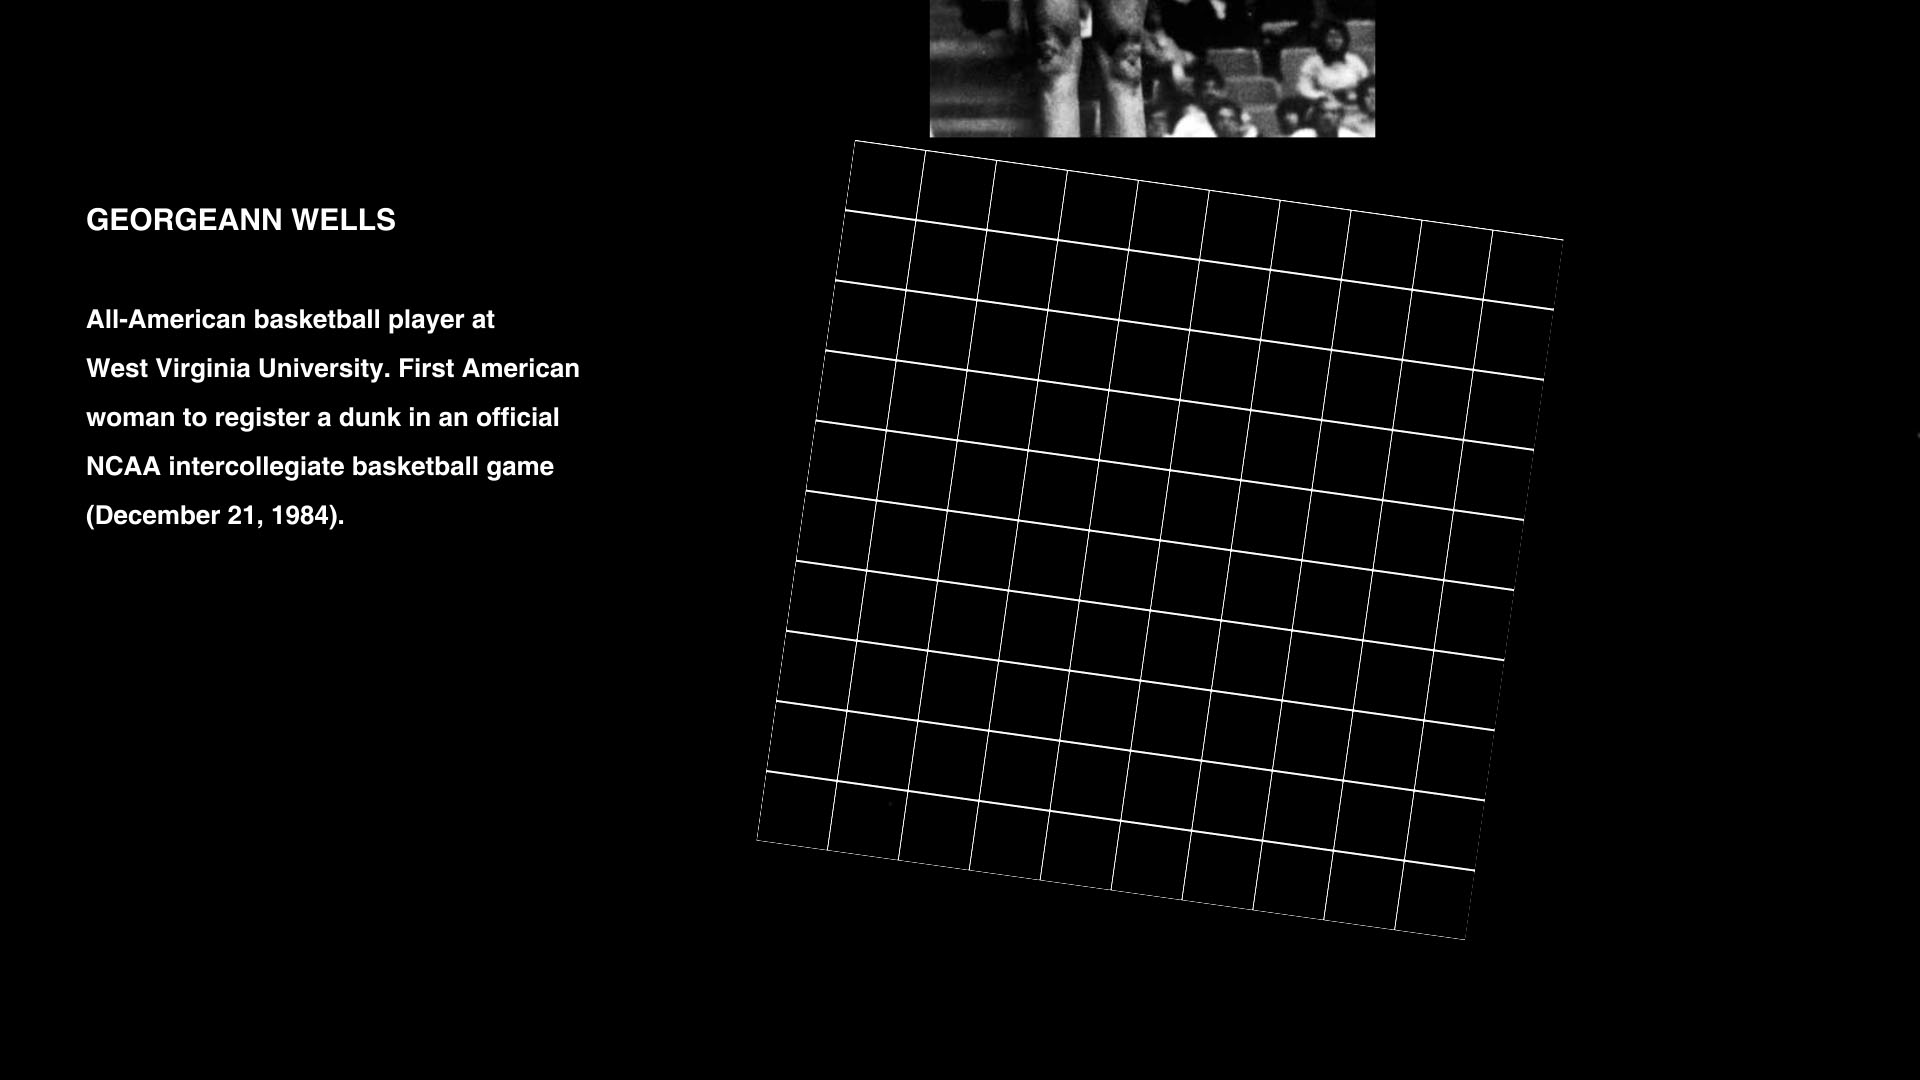 GEORGEANN WELLS
All-American basketball player at
West Virginia University. First American
woman to register a dunk in an official
NCAA intercollegiate basketball game
(December 21, 1984).